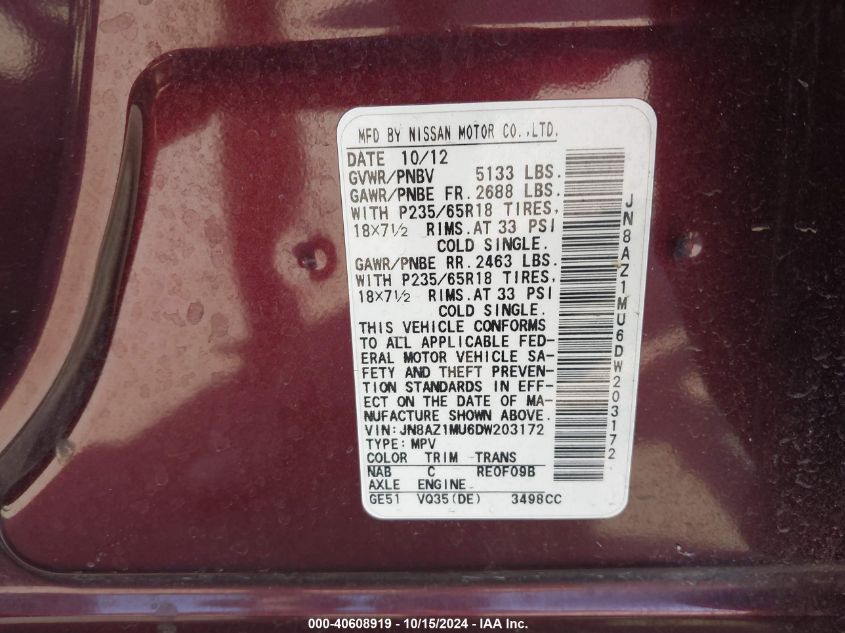 MFD BY NISSAN MOTOR CO.,LTD.
DATE 10/12
GVWR/PNBV 5133 LBS.
GAWR/PNBE FR. 2688 LBS.
WITH P235/65R18 TIRES,
18×7½ RIMS.AT 33 PSI
COLD SINGLE.
GAWR/PNBE RR. 2463 LBS.
WITH P235/65R18 TIRES,
18×7½ RIMS.AT 33 PSI
COLD SINGLE.
THIS VEHICLE CONFORMS
TO ALL APPLICABLE FED-
ERAL MOTOR VEHICLE SA-
FETY AND THEFT PREVEN-
TION STANDARDS IN EFF-
ECT ON THE DATE OF MA-
NUFACTURE SHOWN ABOVE.
VIN:JN8AZ1MU6DW203172
TYPE:MPV
COLOR TRIM TRANS
NAB C RE0F09B
AXLE ENGINE
GE51 VQ35(DE) 3498CC
JN8AZ1MU6DW203172
000-40608919 - 10/15/2024 - IAA Inc.